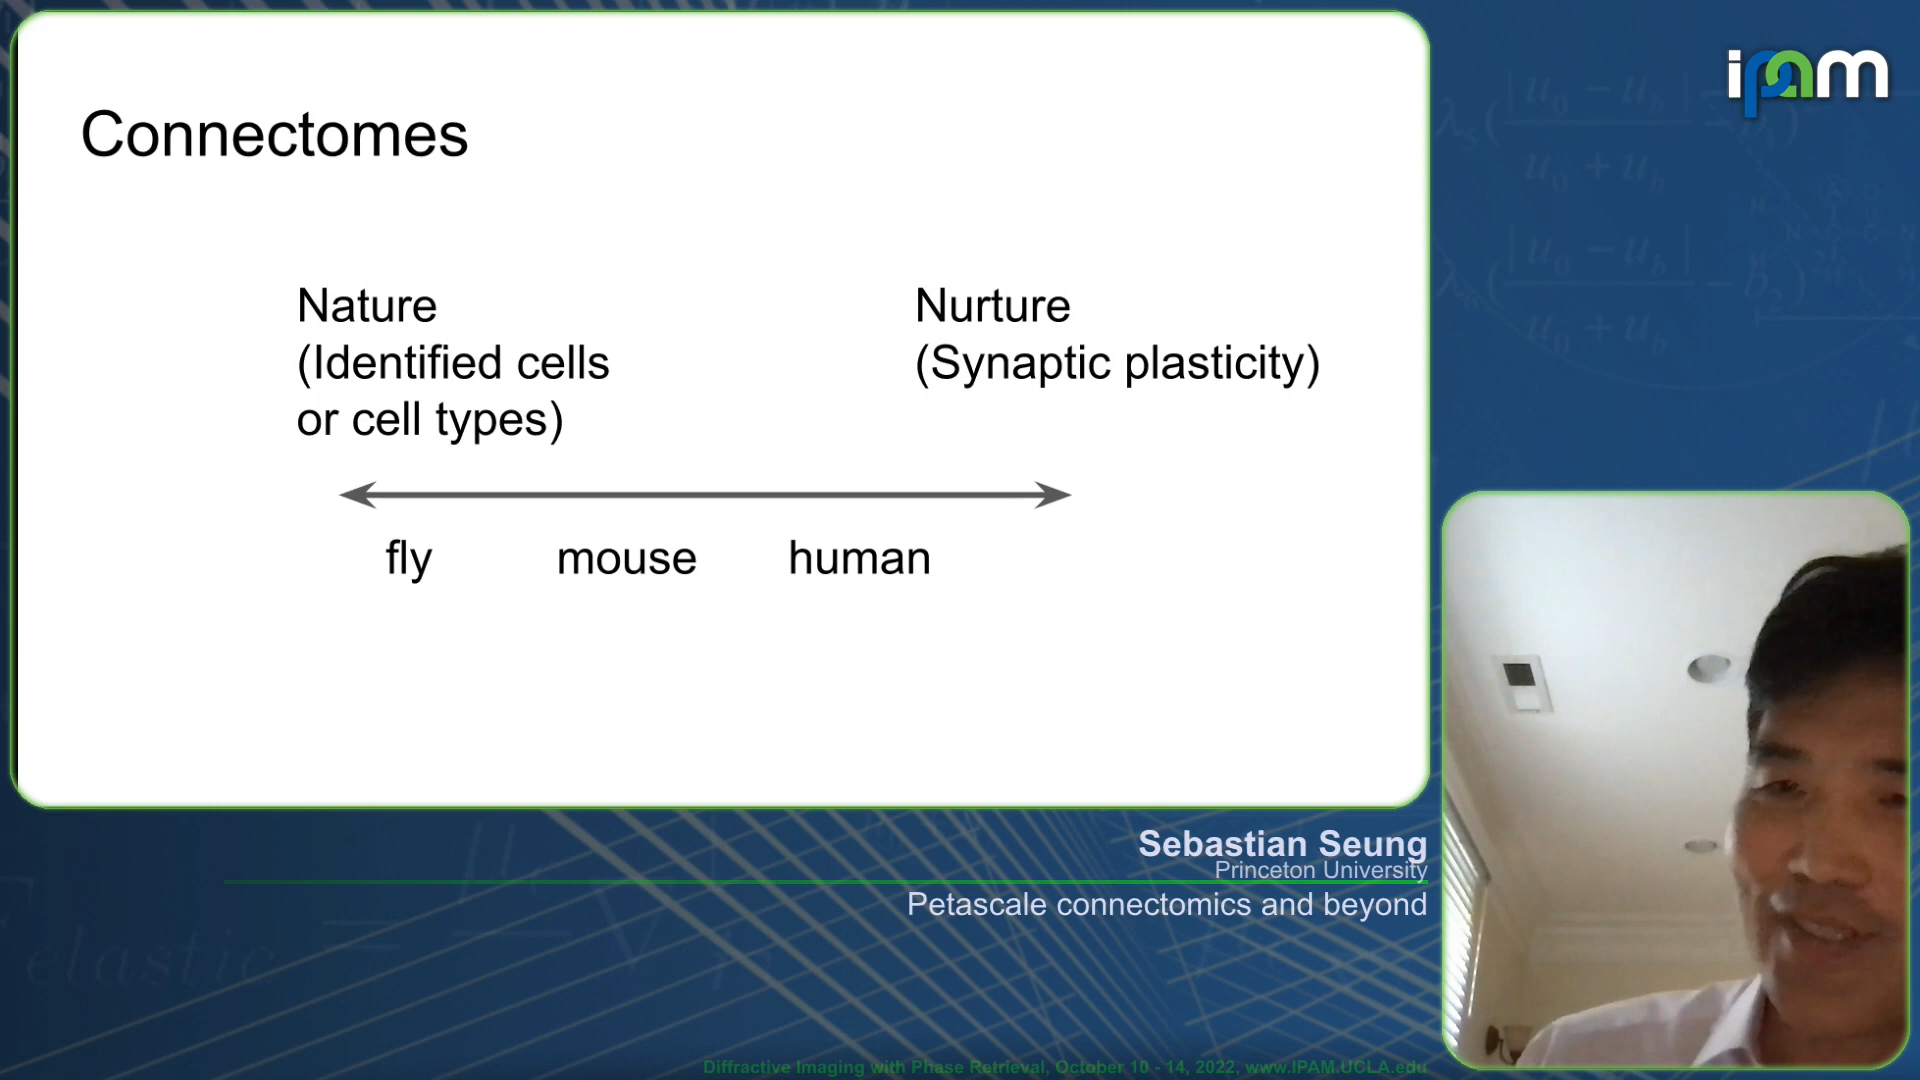 ipam
Connectomes
Nature
(Identified cells
or cell types)
Nurture
(Synaptic plasticity)
fly mouse human
Sebastian Seung
Princeton University
Petascale connectomics and beyond
elastic
Diffractive Imaging with Phase Retrieval, October 10 - 14, 2022, www.IPAM.UCLA.edu